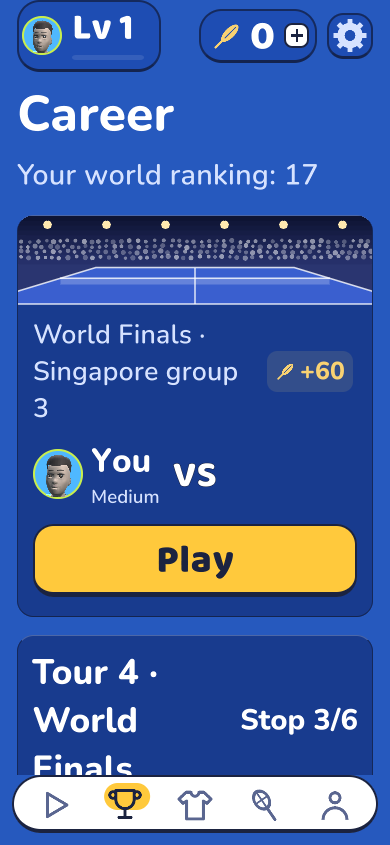 Lv 1
0
Career
Your world ranking: 17
World Finals ·
Singapore group
3
+60
You
Medium
VS
Play
Tour 4 ·
World
Finals
Stop 3/6